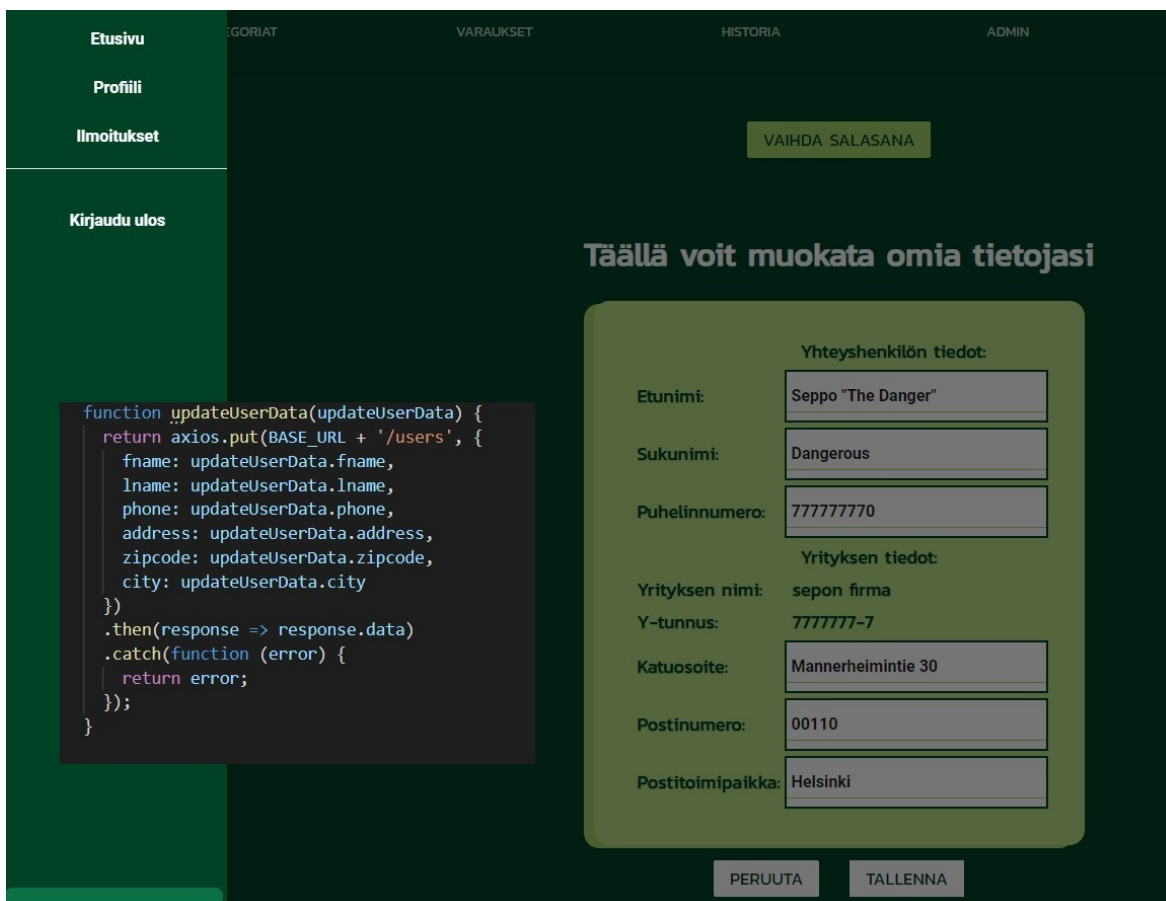 Etusivu
Profiili
Ilmoitukset
Kirjaudu ulos
EGORIAT VARAUKSET HISTORIA ADMIN
VAIHDA SALASANA
Täällä voit muokata omia tietojasi
Yhteyshenkilön tiedot:
Etunimi: Seppo "The Danger"
Sukunimi: Dangerous
Puhelinnumero: 777777770
Yrityksen tiedot:
Yrityksen nimi: sepon firma
Y-tunnus: 7777777-7
Katuosoite: Mannerheimintie 30
Postinumero: 00110
Postitoimipaikka: Helsinki
PERUUTA TALLENNA
function updateUserData(updateUserData) {
  return axios.put(BASE_URL + '/users', {
    fname: updateUserData.fname,
    lname: updateUserData.lname,
    phone: updateUserData.phone,
    address: updateUserData.address,
    zipcode: updateUserData.zipcode,
    city: updateUserData.city
  })
  .then(response => response.data)
  .catch(function (error) {
    return error;
  });
}